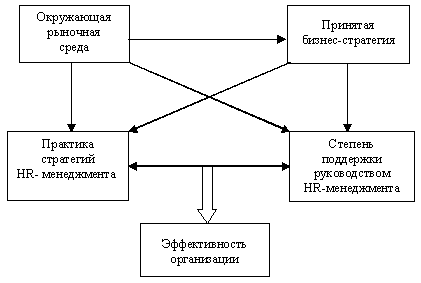 Окружающая
рыночная
среда
Принятая
бизнес-стратегия
Практика
стратегий
HR- менеджмента
Степень
поддержки
руководством
HR-менеджмента
Эффективность
организации